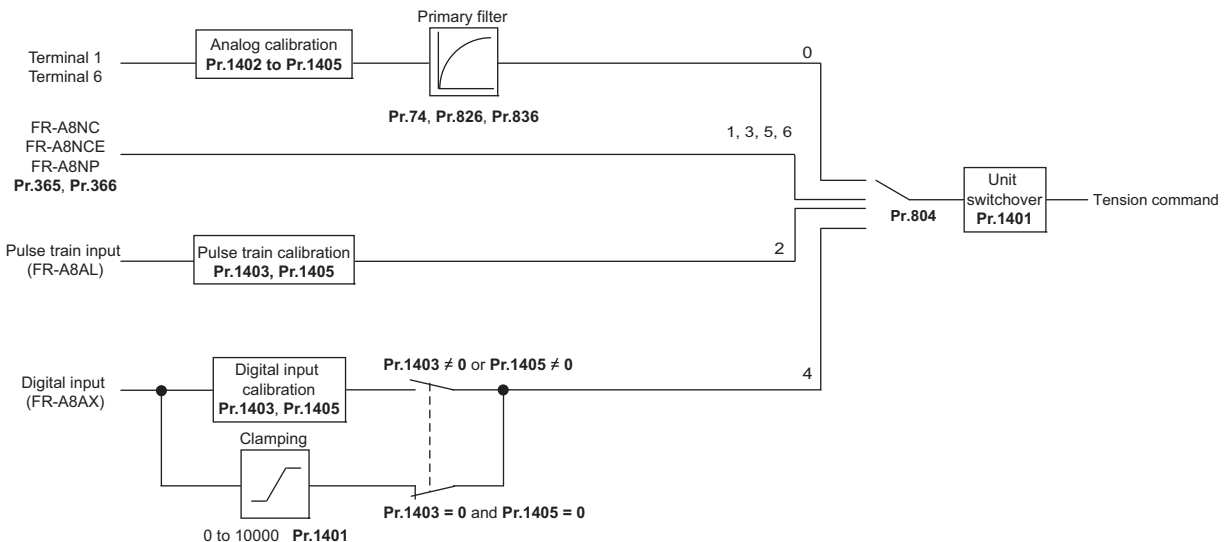 Primary filter
Terminal 1
Terminal 6
Analog calibration
Pr.1402 to Pr.1405
0
Pr.74, Pr.826, Pr.836
FR-A8NC
FR-A8NCE
FR-A8NP
Pr.365, Pr.366
1, 3, 5, 6
Pr.804
Unit
switchover
Pr.1401
Tension command
Pulse train input
(FR-A8AL)
Pulse train calibration
Pr.1403, Pr.1405
2
Digital input
(FR-A8AX)
Digital input
calibration
Pr.1403, Pr.1405
Pr.1403 ≠ 0 or Pr.1405 ≠ 0
4
Clamping
Pr.1403 = 0 and Pr.1405 = 0
0 to 10000 Pr.1401